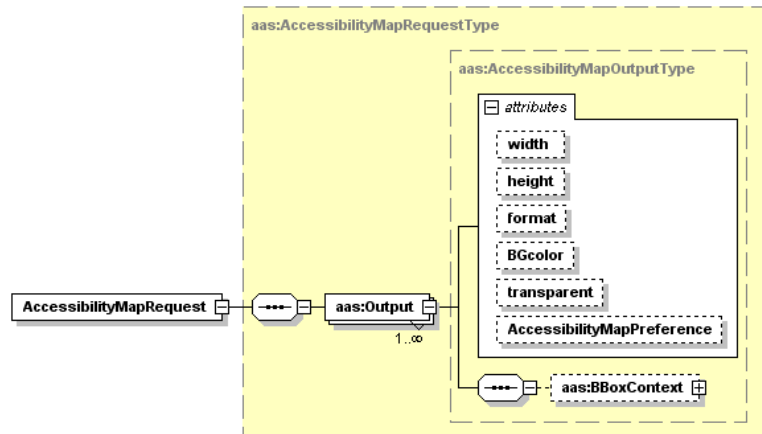 aas:AccessibilityMapRequestType
aas:AccessibilityMapOutputType
attributes
width
height
format
BGcolor
transparent
AccessibilityMapPreference
AccessibilityMapRequest
aas:Output
1..∞
aas:BBoxContext